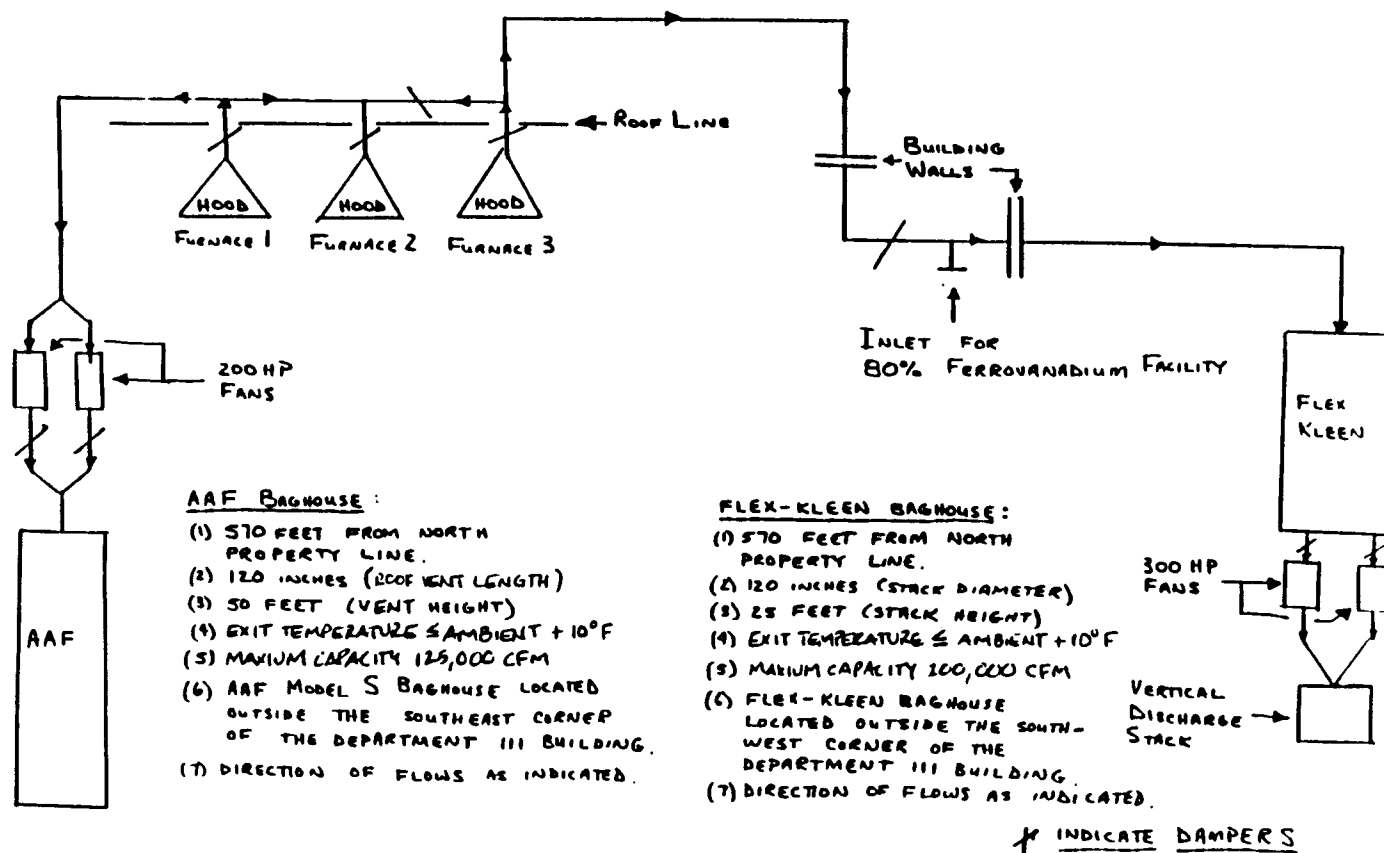 ROOF LINE
BUILDING
WALLS
HOOD
HOOD
HOOD
FURNACE 1
FURNACE 2
FURNACE 3
INLET FOR
80% FERROVANADIUM FACILITY
200 HP
FANS
FLEX
KLEEN
AAF
AAF BAGHOUSE:
(1) 570 FEET FROM NORTH
PROPERTY LINE.
(2) 120 INCHES (ROOF VENT LENGTH)
(3) 50 FEET (VENT HEIGHT)
(4) EXIT TEMPERATURE ≤ AMBIENT + 10°F
(5) MAXIUM CAPACITY 125,000 CFM
(6) AAF MODEL S BAGHOUSE LOCATED
OUTSIDE THE SOUTHEAST CORNER
OF THE DEPARTMENT 111 BUILDING.
(7) DIRECTION OF FLOWS AS INDICATED.
FLEX-KLEEN BAGHOUSE:
(1) 570 FEET FROM NORTH
PROPERTY LINE.
(2) 120 INCHES (STACK DIAMETER)
(3) 25 FEET (STACK HEIGHT)
(4) EXIT TEMPERATURE ≤ AMBIENT + 10°F
(5) MAXIUM CAPACITY 200,000 CFM
(6) FLEX-KLEEN BAGHOUSE
LOCATED OUTSIDE THE SOUTH-
WEST CORNER OF THE
DEPARTMENT 111 BUILDING.
(7) DIRECTION OF FLOWS AS INDICATED.
300 HP
FANS
VERTICAL
DISCHARGE
STACK
INDICATE DAMPERS